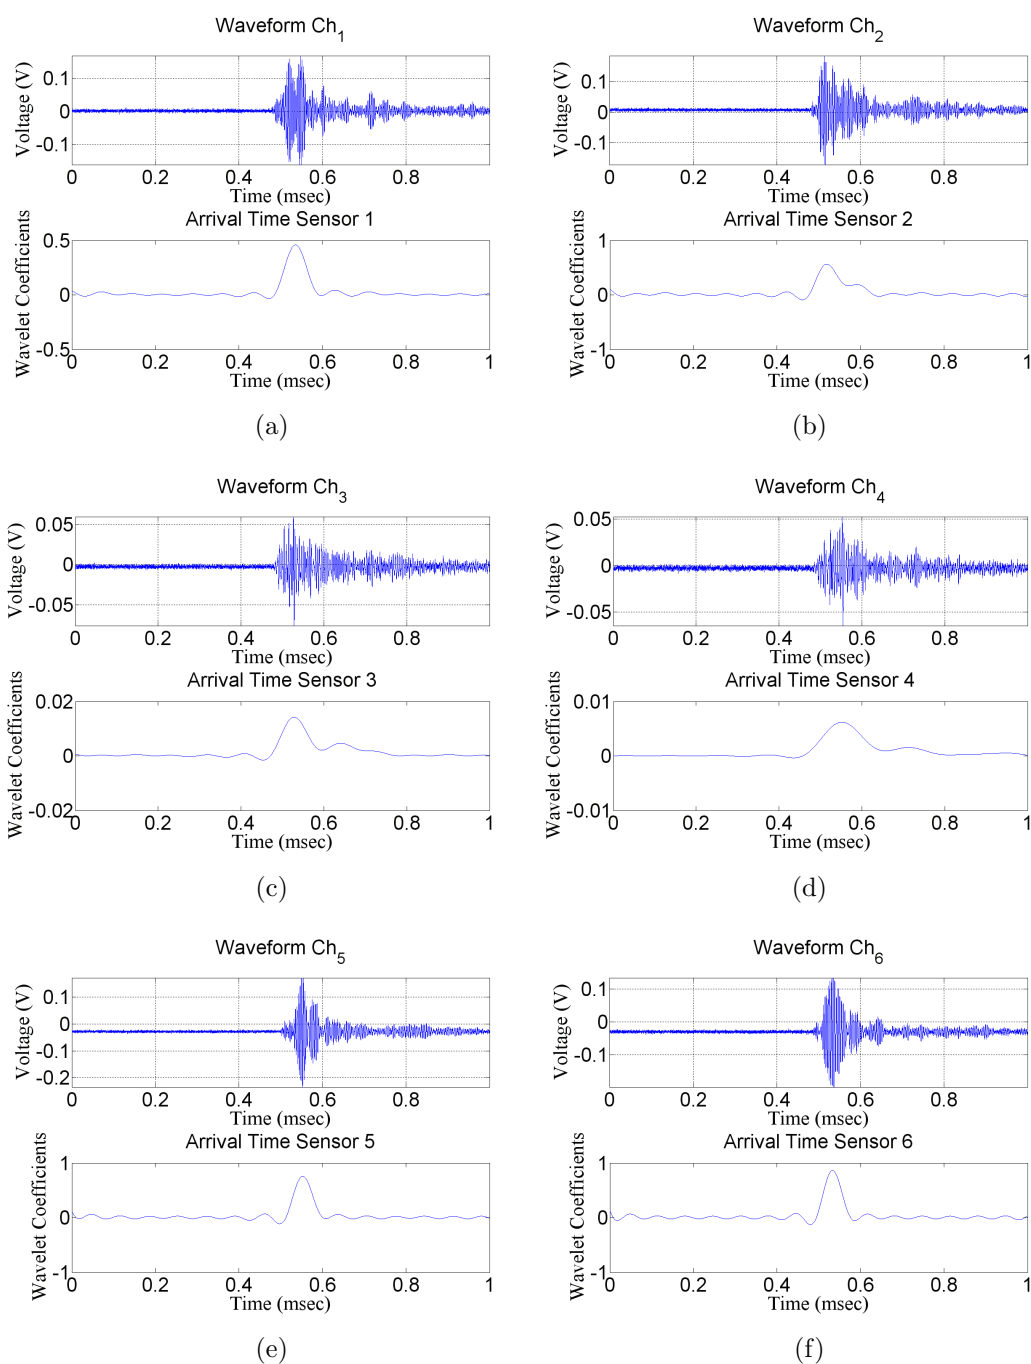 Waveform Ch1
Voltage (V)
0.1
0
-0.1
0 0.2 0.4 0.6 0.8
Time (msec)
Arrival Time Sensor 1
Wavelet Coefficients
0.5
0
-0.5
0 0.2 0.4 0.6 0.8 1
Time (msec)
(a)
Waveform Ch2
Voltage (V)
0.1
0
-0.1
0 0.2 0.4 0.6 0.8
Time (msec)
Arrival Time Sensor 2
Wavelet Coefficients
1
0
-1
0 0.2 0.4 0.6 0.8 1
Time (msec)
(b)
Waveform Ch3
Voltage (V)
0.05
0
-0.05
0 0.2 0.4 0.6 0.8
Time (msec)
Arrival Time Sensor 3
Wavelet Coefficients
0.02
0
-0.02
0 0.2 0.4 0.6 0.8 1
Time (msec)
(c)
Waveform Ch4
Voltage (V)
0.05
0
-0.05
0 0.2 0.4 0.6 0.8
Time (msec)
Arrival Time Sensor 4
Wavelet Coefficients
0.01
0
-0.01
0 0.2 0.4 0.6 0.8 1
Time (msec)
(d)
Waveform Ch5
Voltage (V)
0.1
0
-0.1
-0.2
0 0.2 0.4 0.6 0.8
Time (msec)
Arrival Time Sensor 5
Wavelet Coefficients
1
0
-1
0 0.2 0.4 0.6 0.8 1
Time (msec)
(e)
Waveform Ch6
Voltage (V)
0.1
0
-0.1
0 0.2 0.4 0.6 0.8
Time (msec)
Arrival Time Sensor 6
Wavelet Coefficients
1
0
-1
0 0.2 0.4 0.6 0.8 1
Time (msec)
(f)